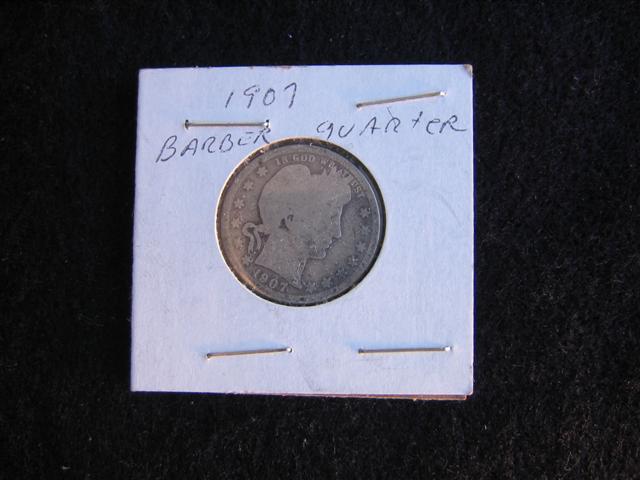 1907
BARBER QUARTER
IN GOD WE TRUST
1907